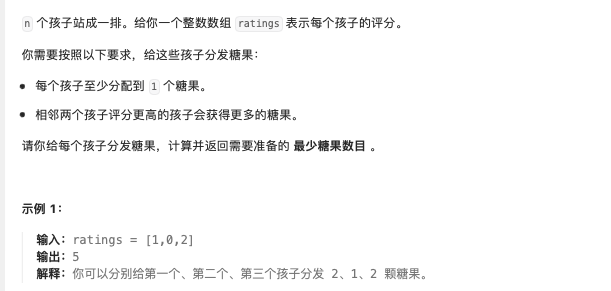 n 个孩子站成一排。给你一个整数数组 ratings 表示每个孩子的评分。
你需要按照以下要求，给这些孩子分发糖果：
• 每个孩子至少分配到 1 个糖果。
• 相邻两个孩子评分更高的孩子会获得更多的糖果。
请你给每个孩子分发糖果，计算并返回需要准备的 最少糖果数目 。
示例 1：
输入：ratings = [1,0,2]
输出：5
解释：你可以分别给第一个、第二个、第三个孩子分发 2、1、2 颗糖果。